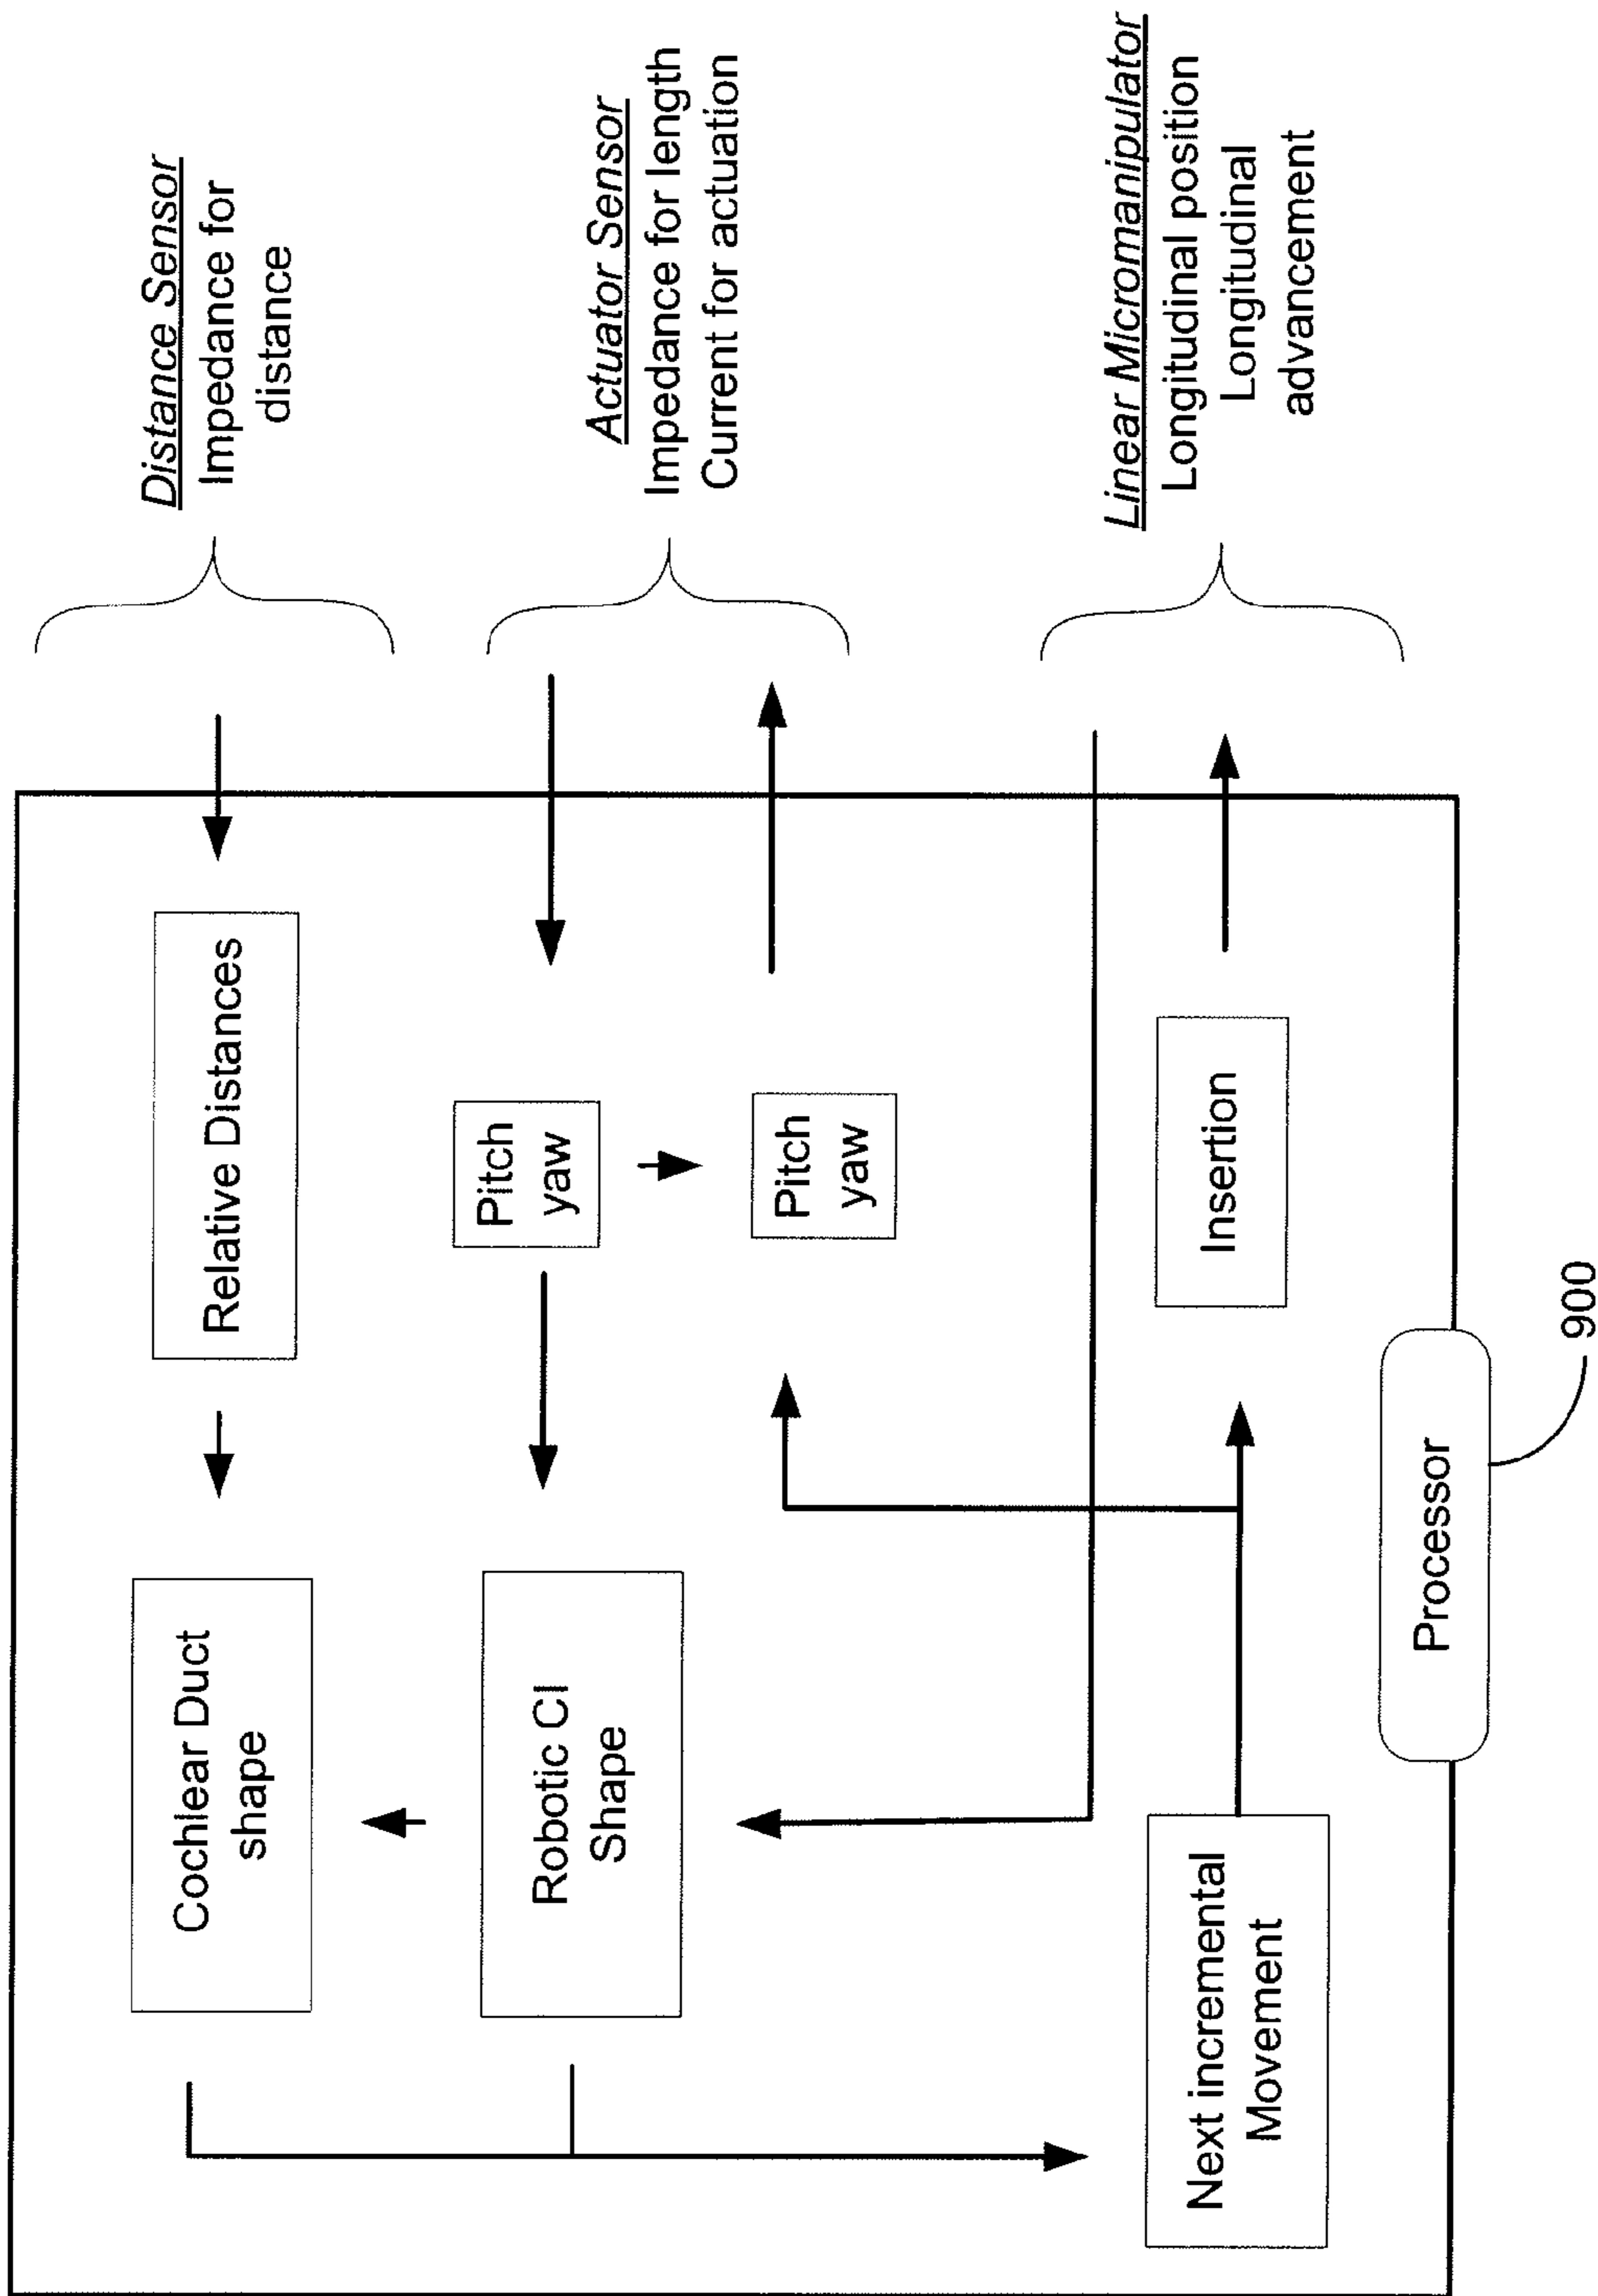 Distance Sensor
Impedance for
distance
Actuator Sensor
Impedance for length
Current for actuation
Linear Micromanipulator
Longitudinal position
Longitudinal
advancement
Relative Distances
Pitch
yaw
Pitch
yaw
Insertion
Cochlear Duct
shape
Robotic CI
Shape
Next incremental
Movement
Processor
900